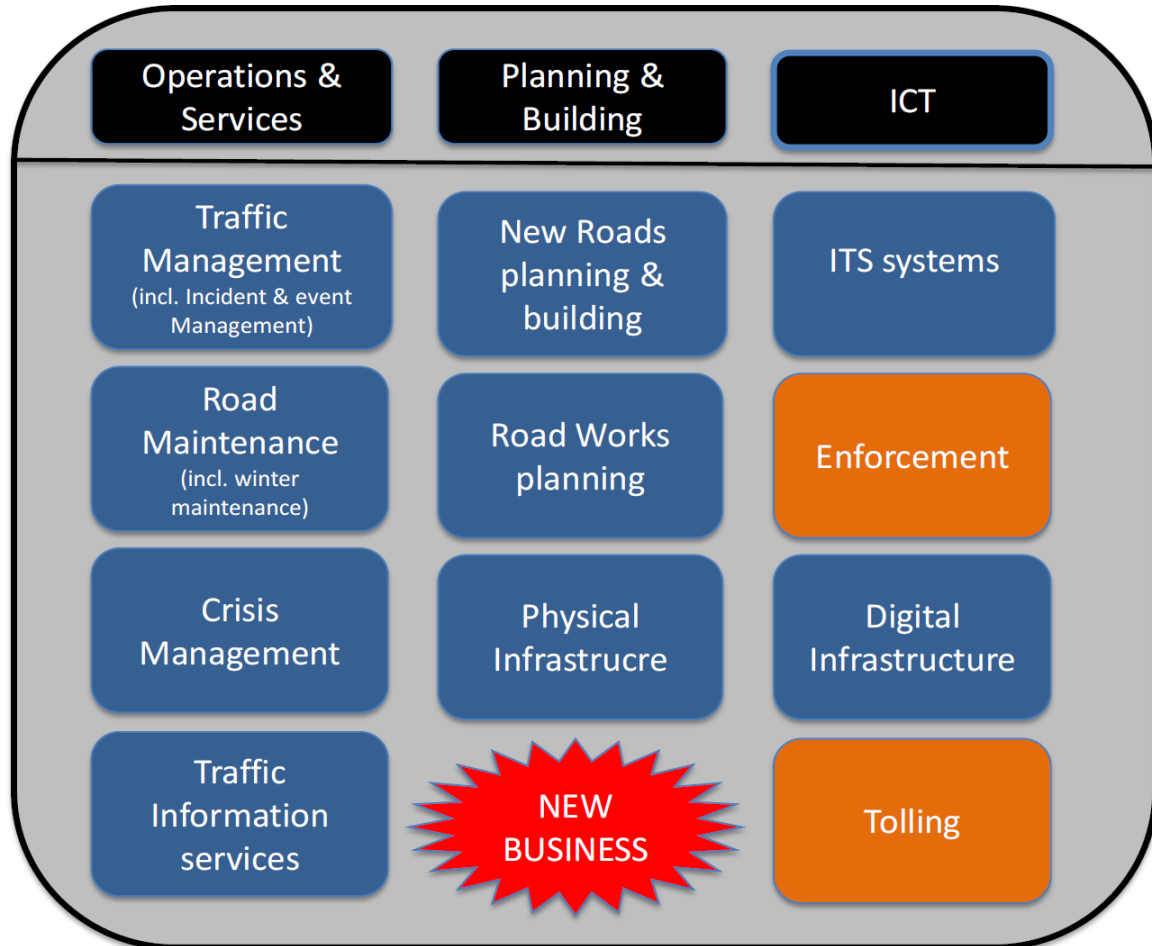 Operations &
Services
Planning &
Building
ICT
Traffic
Management
(incl. Incident & event
Management)
New Roads
planning &
building
ITS systems
Road
Maintenance
(incl. winter
maintenance)
Road Works
planning
Enforcement
Crisis
Management
Physical
Infrastrucre
Digital
Infrastructure
Traffic
Information
services
NEW
BUSINESS
Tolling